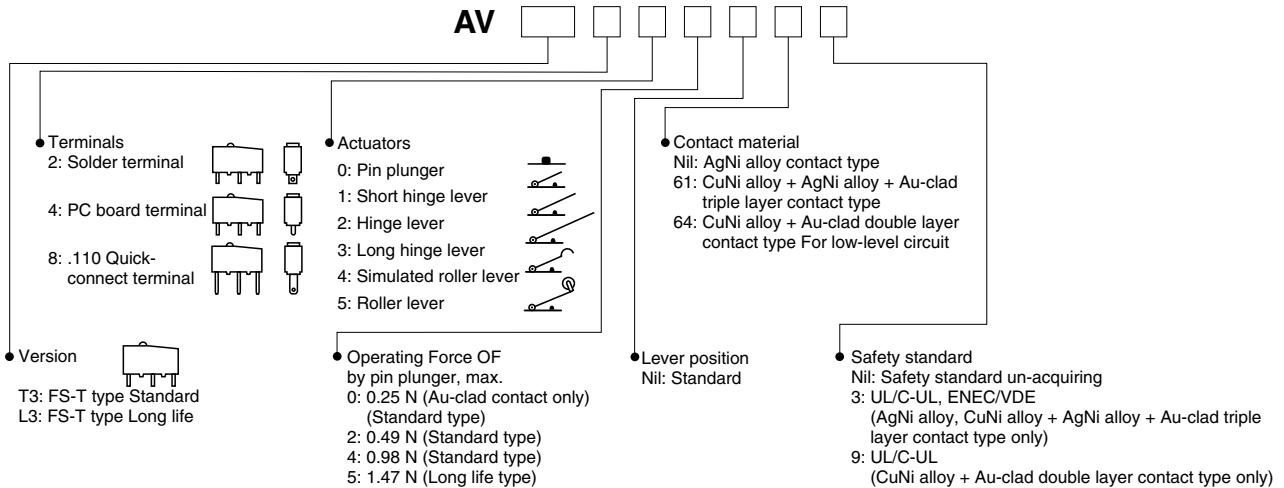 AV
Terminals
2: Solder terminal
4: PC board terminal
8: .110 Quick-
connect terminal
Actuators
0: Pin plunger
1: Short hinge lever
2: Hinge lever
3: Long hinge lever
4: Simulated roller lever
5: Roller lever
Contact material
Nil: AgNi alloy contact type
61: CuNi alloy + AgNi alloy + Au-clad
triple layer contact type
64: CuNi alloy + Au-clad double layer
contact type For low-level circuit
Version
T3: FS-T type Standard
L3: FS-T type Long life
Operating Force OF
by pin plunger, max.
0: 0.25 N (Au-clad contact only)
(Standard type)
2: 0.49 N (Standard type)
4: 0.98 N (Standard type)
5: 1.47 N (Long life type)
Lever position
Nil: Standard
Safety standard
Nil: Safety standard un-acquiring
3: UL/C-UL, ENEC/VDE
(AgNi alloy, CuNi alloy + AgNi alloy + Au-clad triple
layer contact type only)
9: UL/C-UL
(CuNi alloy + Au-clad double layer contact type only)